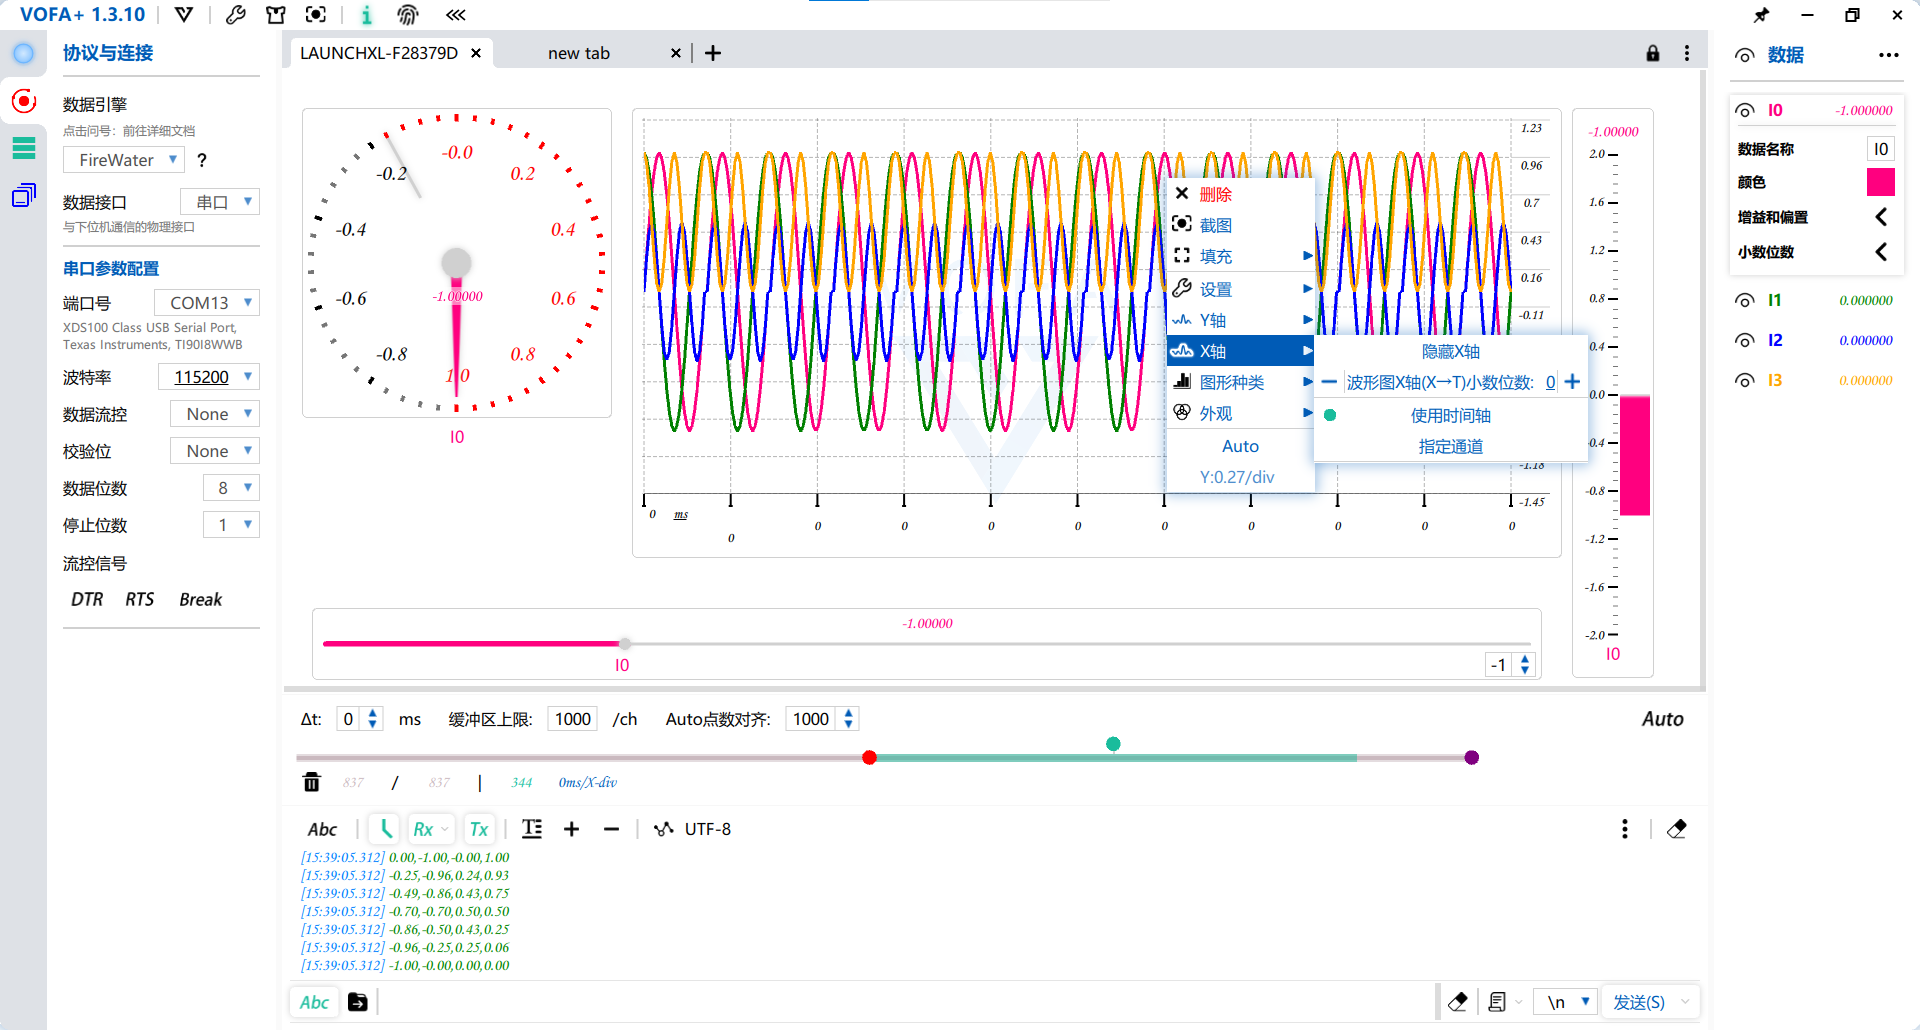 VOFA+ 1.3.10
协议与连接
数据引擎
点击问号：前往详细文档
FireWater
?
数据接口
串口
与下位机通信的物理接口
串口参数配置
端口号
COM13
XDS100 Class USB Serial Port,
Texas Instruments, TI90I8WWB
波特率
115200
数据流控
None
校验位
None
数据位数
8
停止位数
1
流控信号
DTR RTS Break
LAUNCHXL-F28379D
new tab
-0.0
-0.2
0.2
-0.4
0.4
-1.00000
-0.6
0.6
-0.8
0.8
1.0
I0
1.23
0.96
0.7
0.43
0.16
-0.11
-1.18
-1.45
0 ms
0
0
0
0
0
0
0
0
0
0
删除
截图
填充
设置
Y轴
X轴
图形种类
外观
Auto
Y:0.27/div
隐藏X轴
波形图X轴(X→T)小数位数: 0
使用时间轴
指定通道
-1.00000
2.0
1.6
1.2
0.8
0.4
0.0
-0.4
-0.8
-1.2
-1.6
-2.0
I0
-1.00000
I0
-1
Δt: 0 ms 缓冲区上限: 1000 /ch Auto点数对齐: 1000
Auto
837 / 837 | 344 0ms/X-div
Abc Rx Tx UTF-8
[15:39:05.312] 0.00,-1.00,-0.00,1.00
[15:39:05.312] -0.25,-0.96,0.24,0.93
[15:39:05.312] -0.49,-0.86,0.43,0.75
[15:39:05.312] -0.70,-0.70,0.50,0.50
[15:39:05.312] -0.86,-0.50,0.43,0.25
[15:39:05.312] -0.96,-0.25,0.25,0.06
[15:39:05.312] -1.00,-0.00,0.00,0.00
Abc
\n
发送(S)
数据
I0 -1.000000
数据名称 I0
颜色
增益和偏置
小数位数
I1 0.000000
I2 0.000000
I3 0.000000